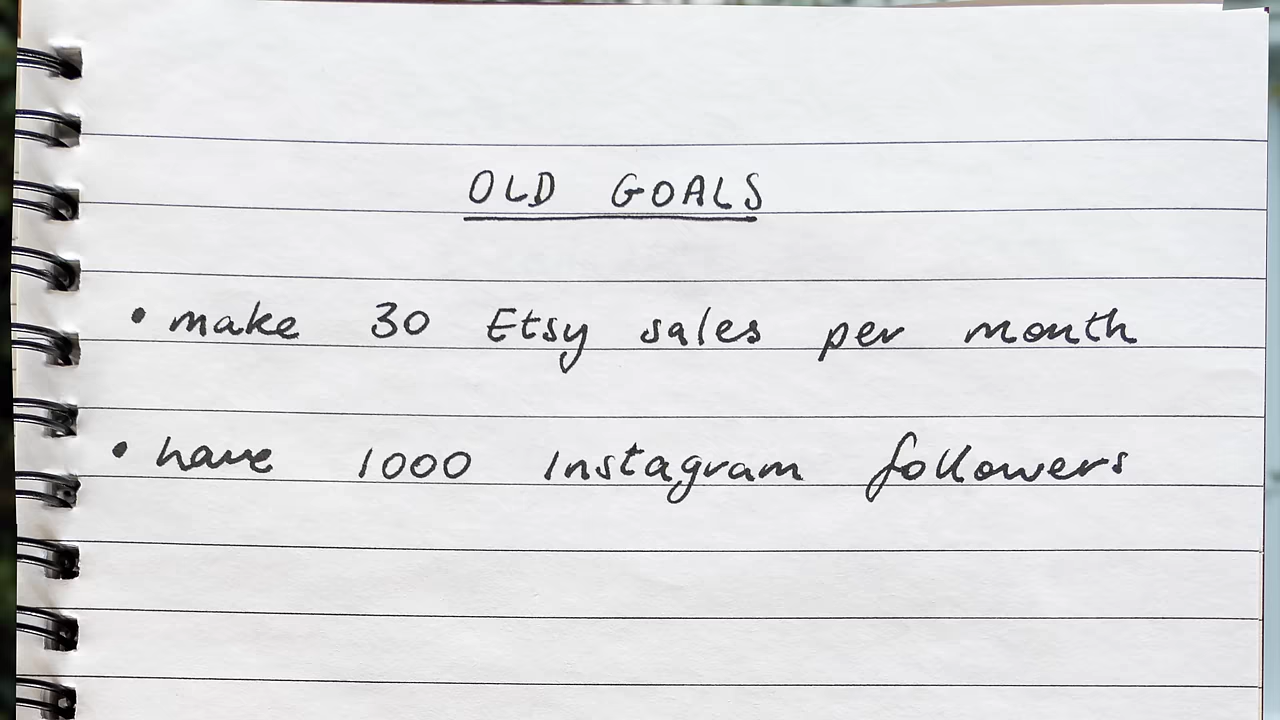 OLD GOALS
• make 30 Etsy sales per month
• have 1000 Instagram followers